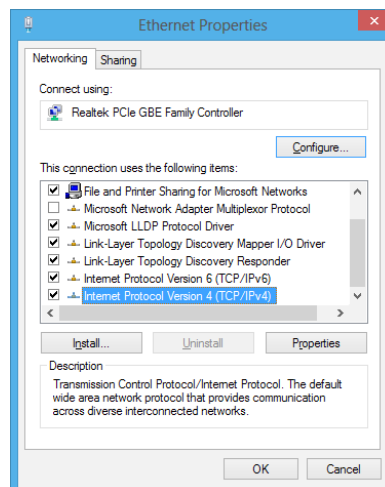 Ethernet Properties
Networking
Sharing
Connect using:
Realtek PCIe GBE Family Controller
Configure...
This connection uses the following items:
File and Printer Sharing for Microsoft Networks
Microsoft Network Adapter Multiplexor Protocol
Microsoft LLDP Protocol Driver
Link-Layer Topology Discovery Mapper I/O Driver
Link-Layer Topology Discovery Responder
Internet Protocol Version 6 (TCP/IPv6)
Internet Protocol Version 4 (TCP/IPv4)
Install...
Uninstall
Properties
Description
Transmission Control Protocol/Internet Protocol. The default
wide area network protocol that provides communication
across diverse interconnected networks.
OK
Cancel